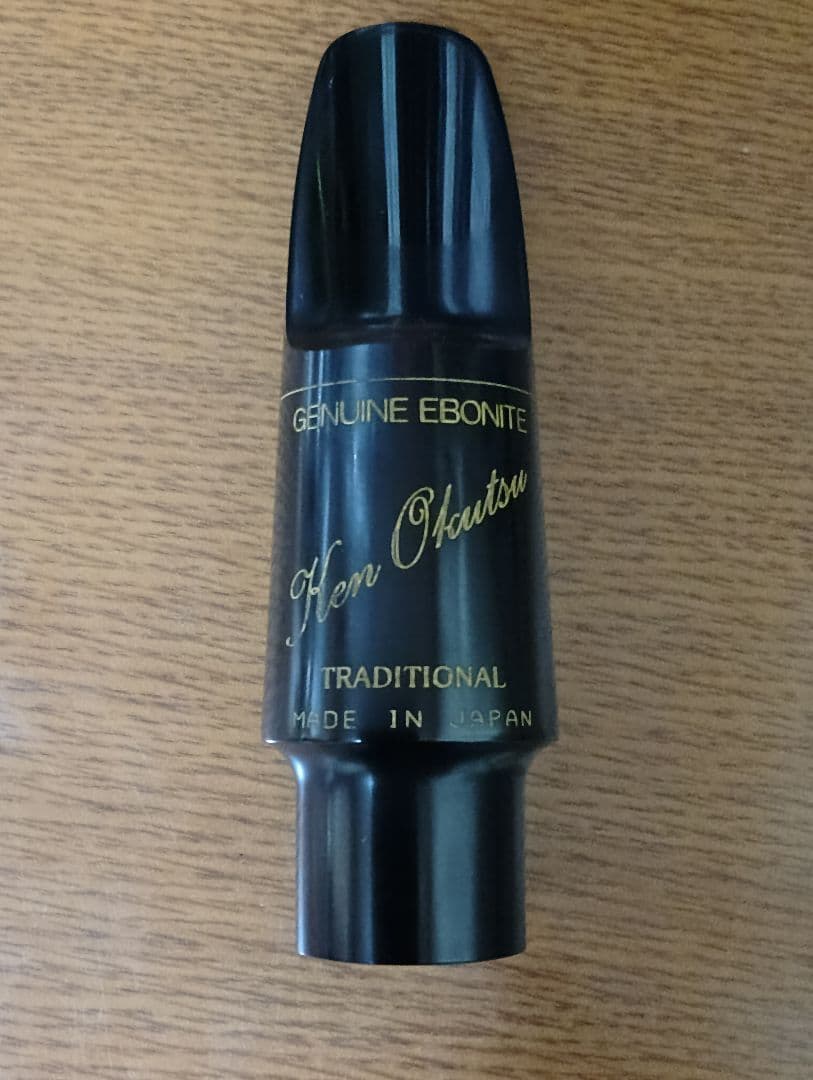 GENUINE EBONITE
Ken Okutsu
TRADITIONAL
MADE IN JAPAN